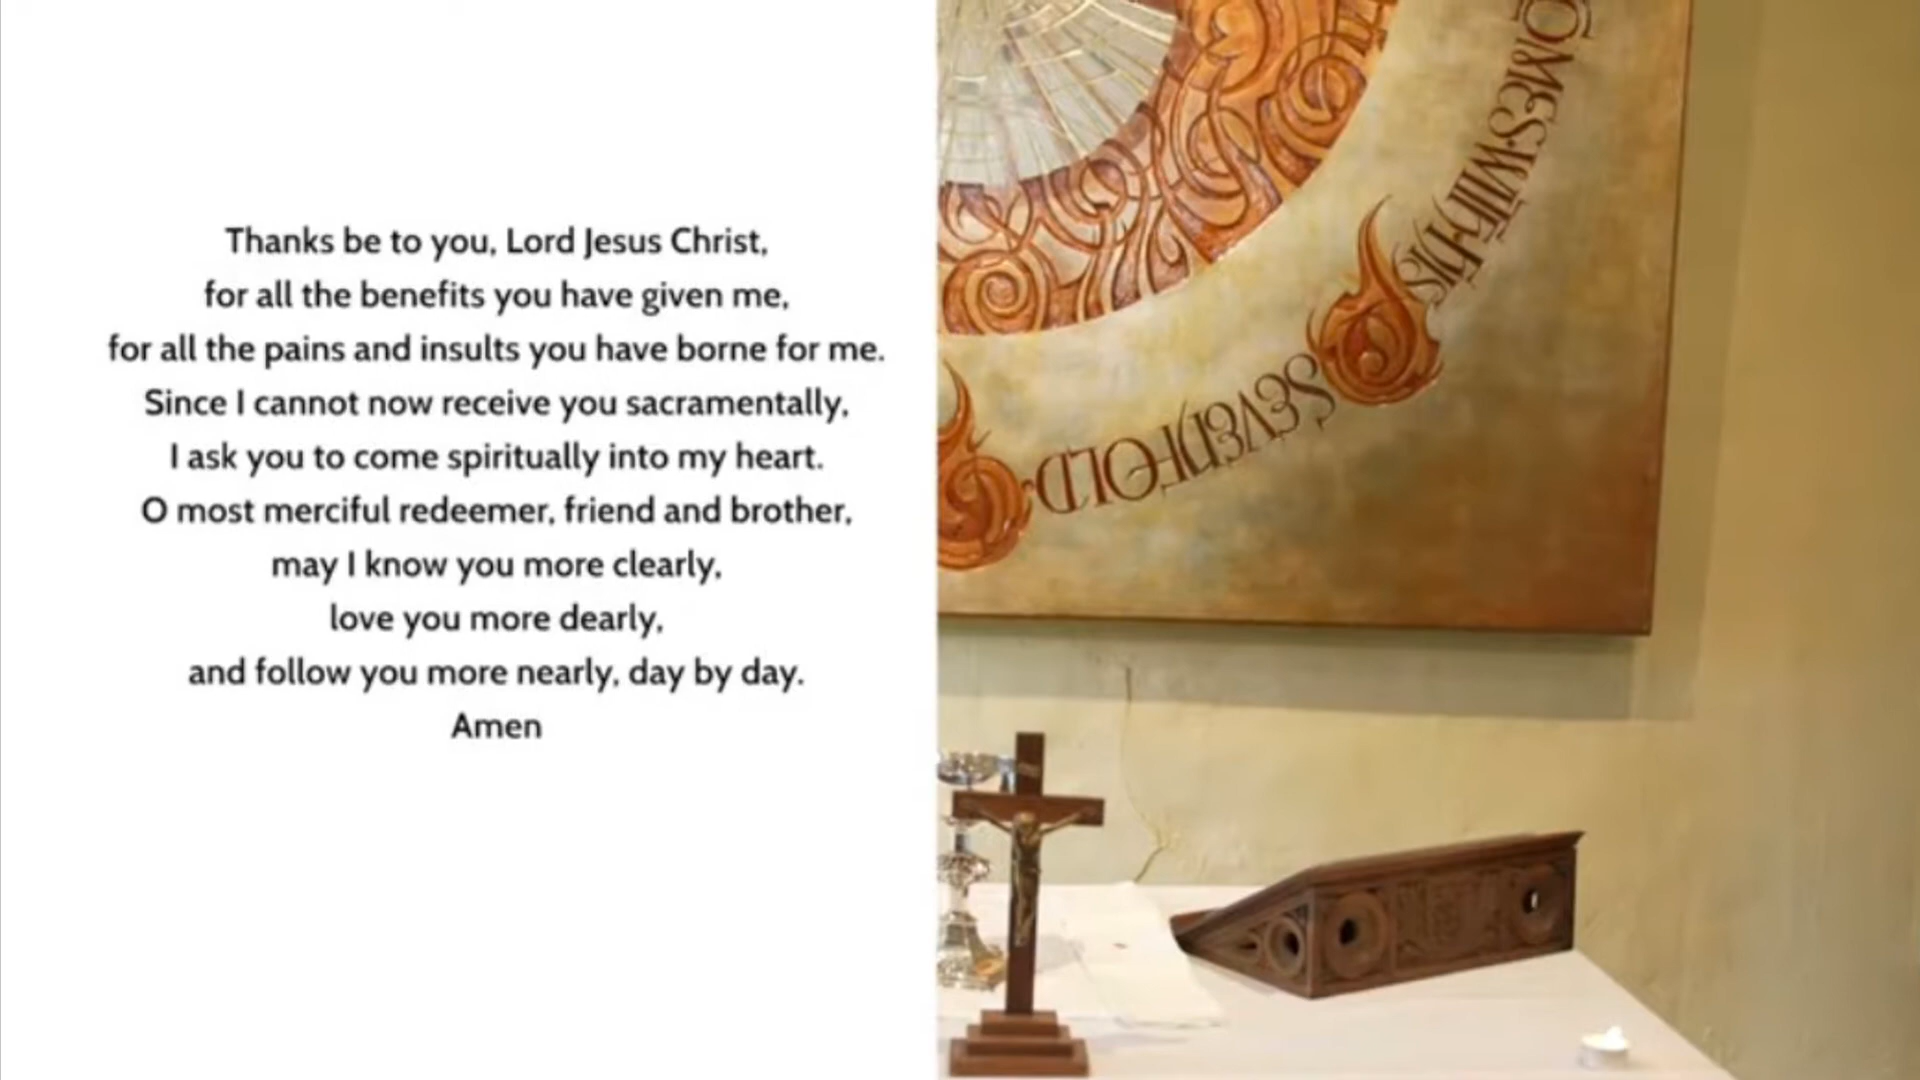 Thanks be to you, Lord Jesus Christ,
for all the benefits you have given me,
for all the pains and insults you have borne for me.
Since I cannot now receive you sacramentally,
I ask you to come spiritually into my heart.
O most merciful redeemer, friend and brother,
may I know you more clearly,
love you more dearly,
and follow you more nearly, day by day.
Amen
COMES·WITH·HIS
SEVENFOLD